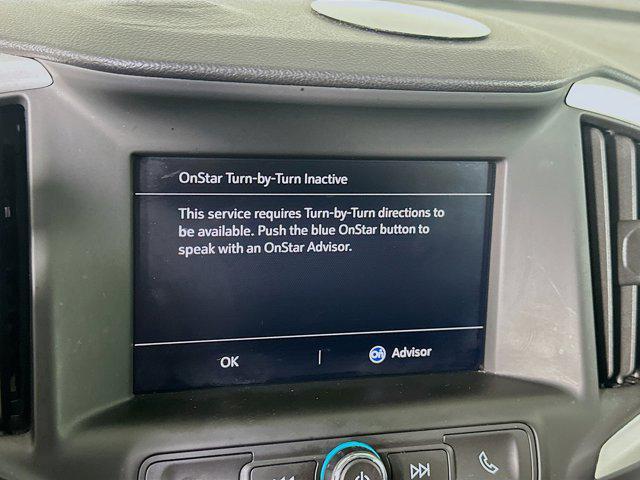 OnStar Turn-by-Turn Inactive
This service requires Turn-by-Turn directions to
be available. Push the blue OnStar button to
speak with an OnStar Advisor.
OK
On Advisor